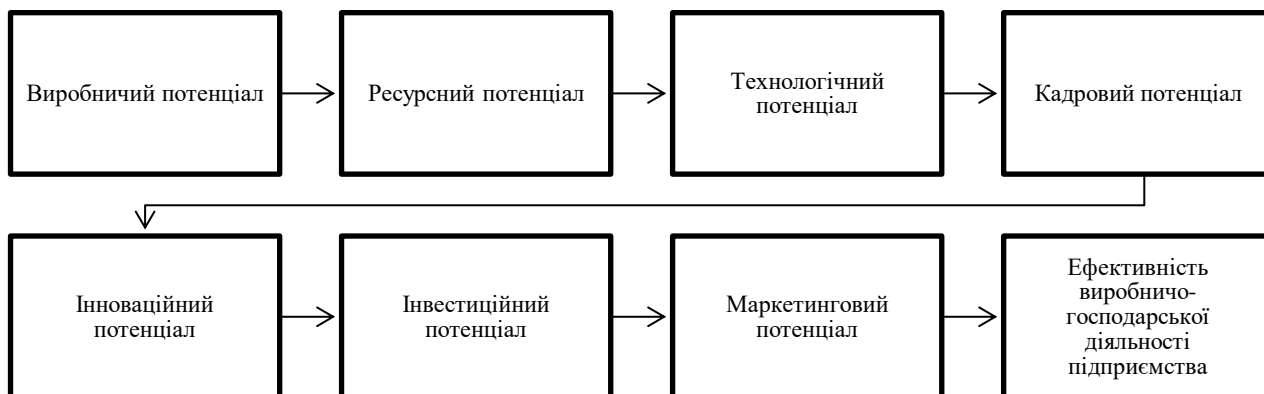 Виробничий потенціал
Ресурсний потенціал
Технологічний
потенціал
Кадровий потенціал
Інноваційний
потенціал
Інвестиційний
потенціал
Маркетинговий
потенціал
Ефективність
виробничо-
господарської
діяльності
підприємства